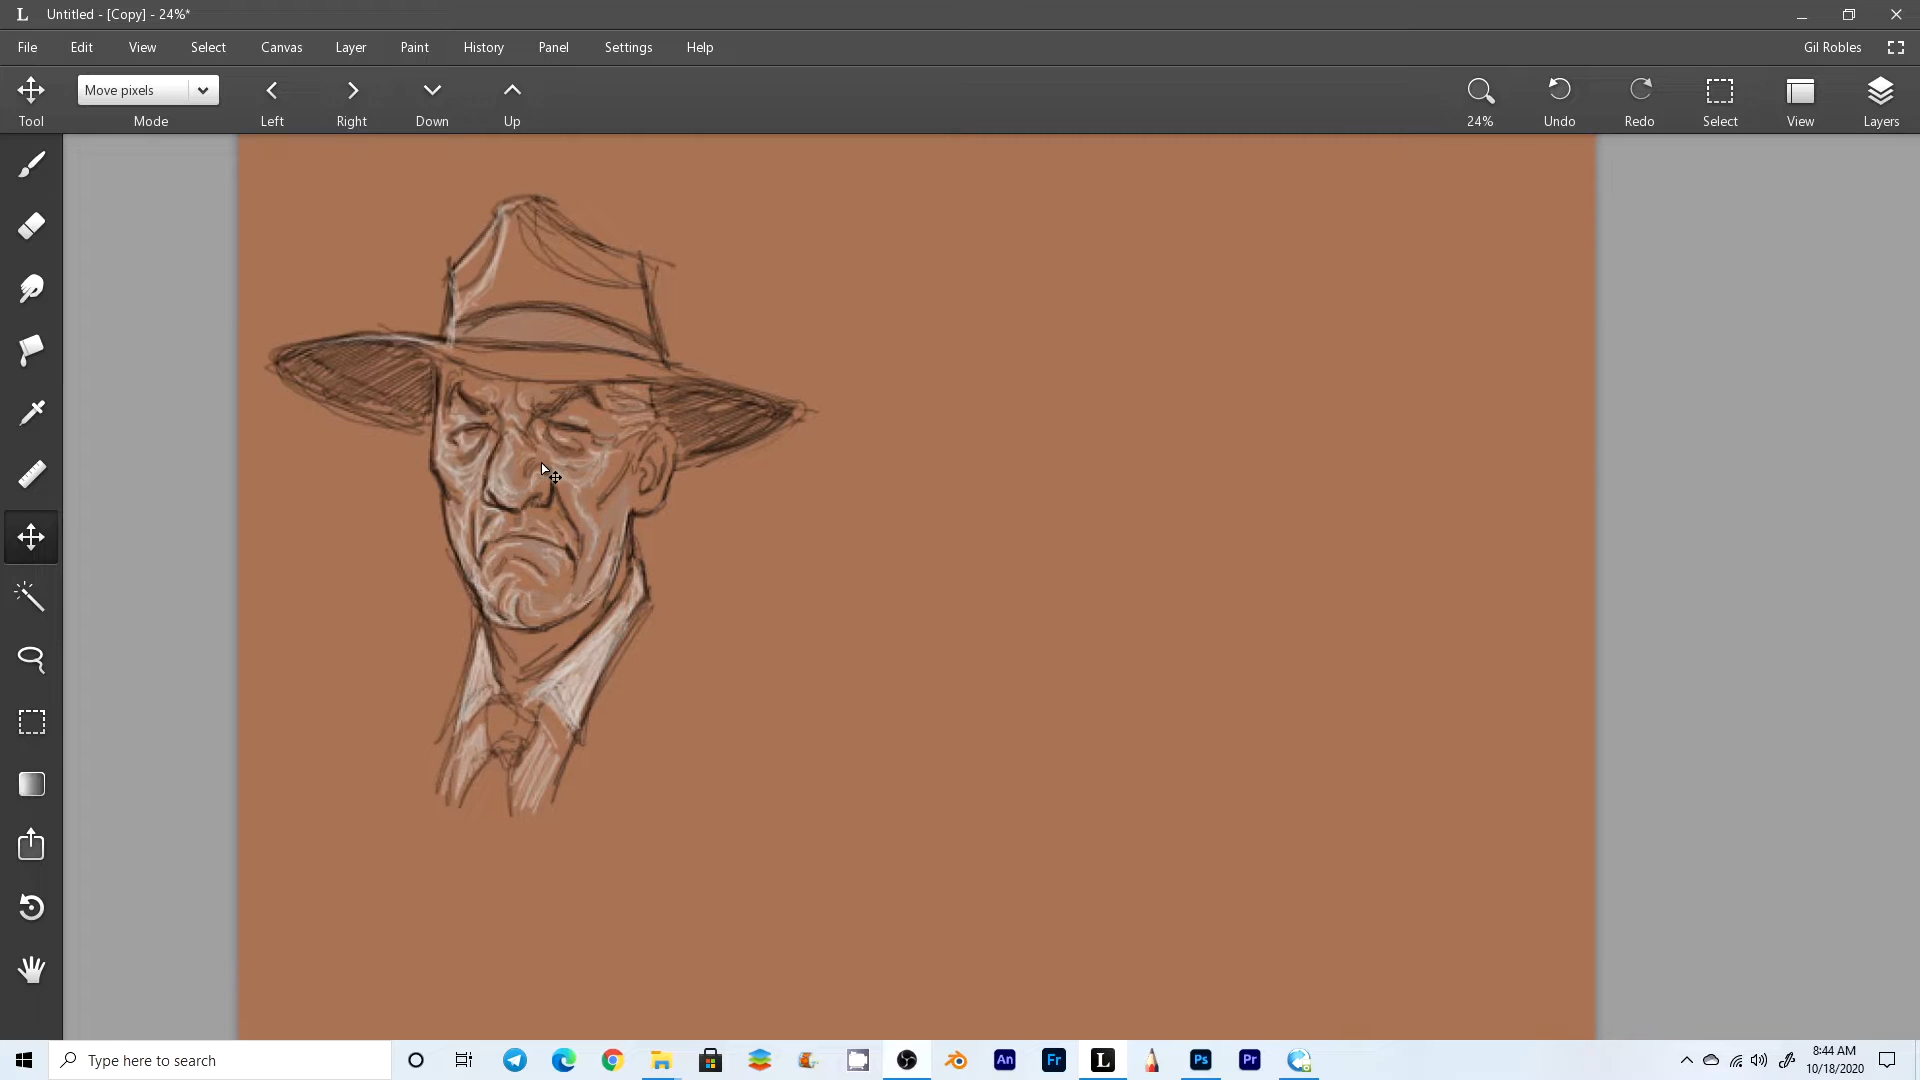 L Untitled - [Copy] - 24%*
File Edit View Select Canvas Layer Paint History Panel Settings Help Gil Robles
Move pixels
Tool Mode Left Right Down Up 24% Undo Redo Select View Layers
Type here to search
An Fr L Ps Pr
8:44 AM
10/18/2020